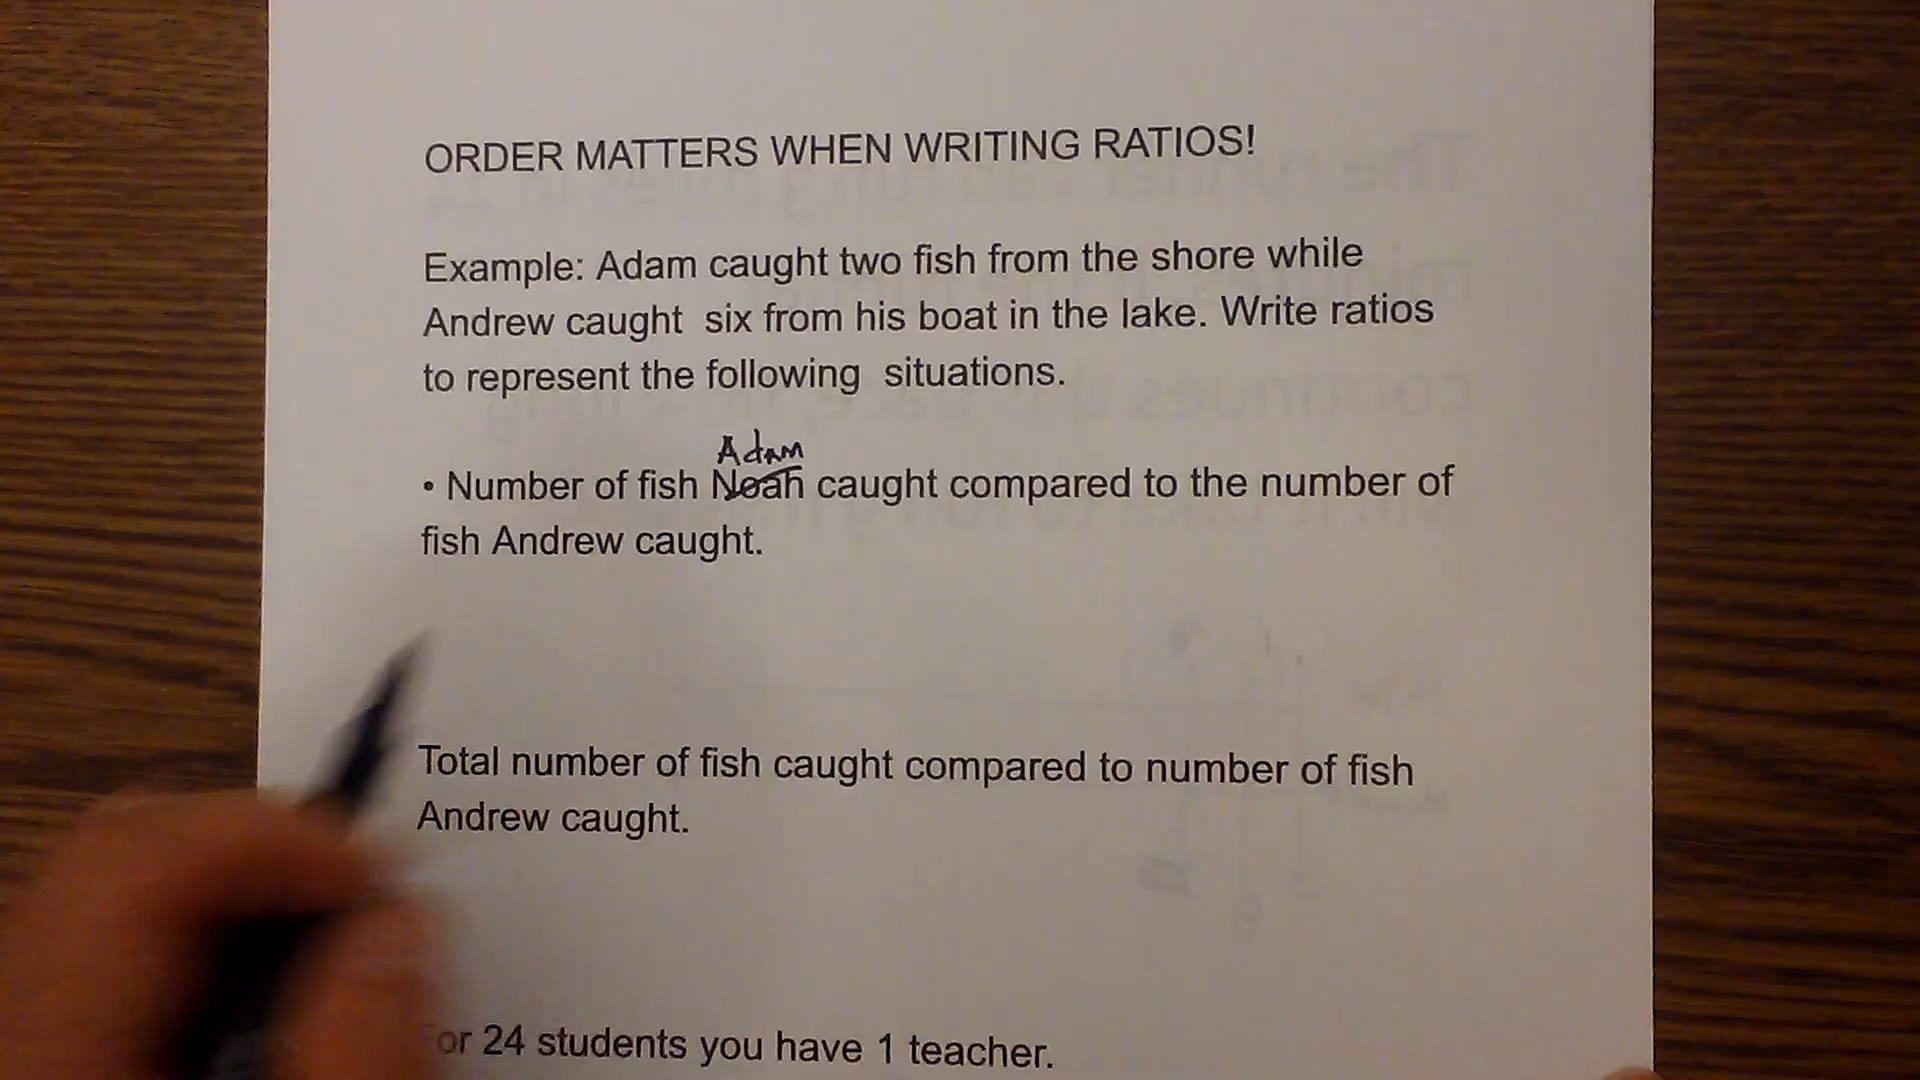 ORDER MATTERS WHEN WRITING RATIOS!
Example: Adam caught two fish from the shore while
Andrew caught six from his boat in the lake. Write ratios
to represent the following situations.
Adam
• Number of fish Noah caught compared to the number of
fish Andrew caught.
Total number of fish caught compared to number of fish
Andrew caught.
24 students you have 1 teacher.